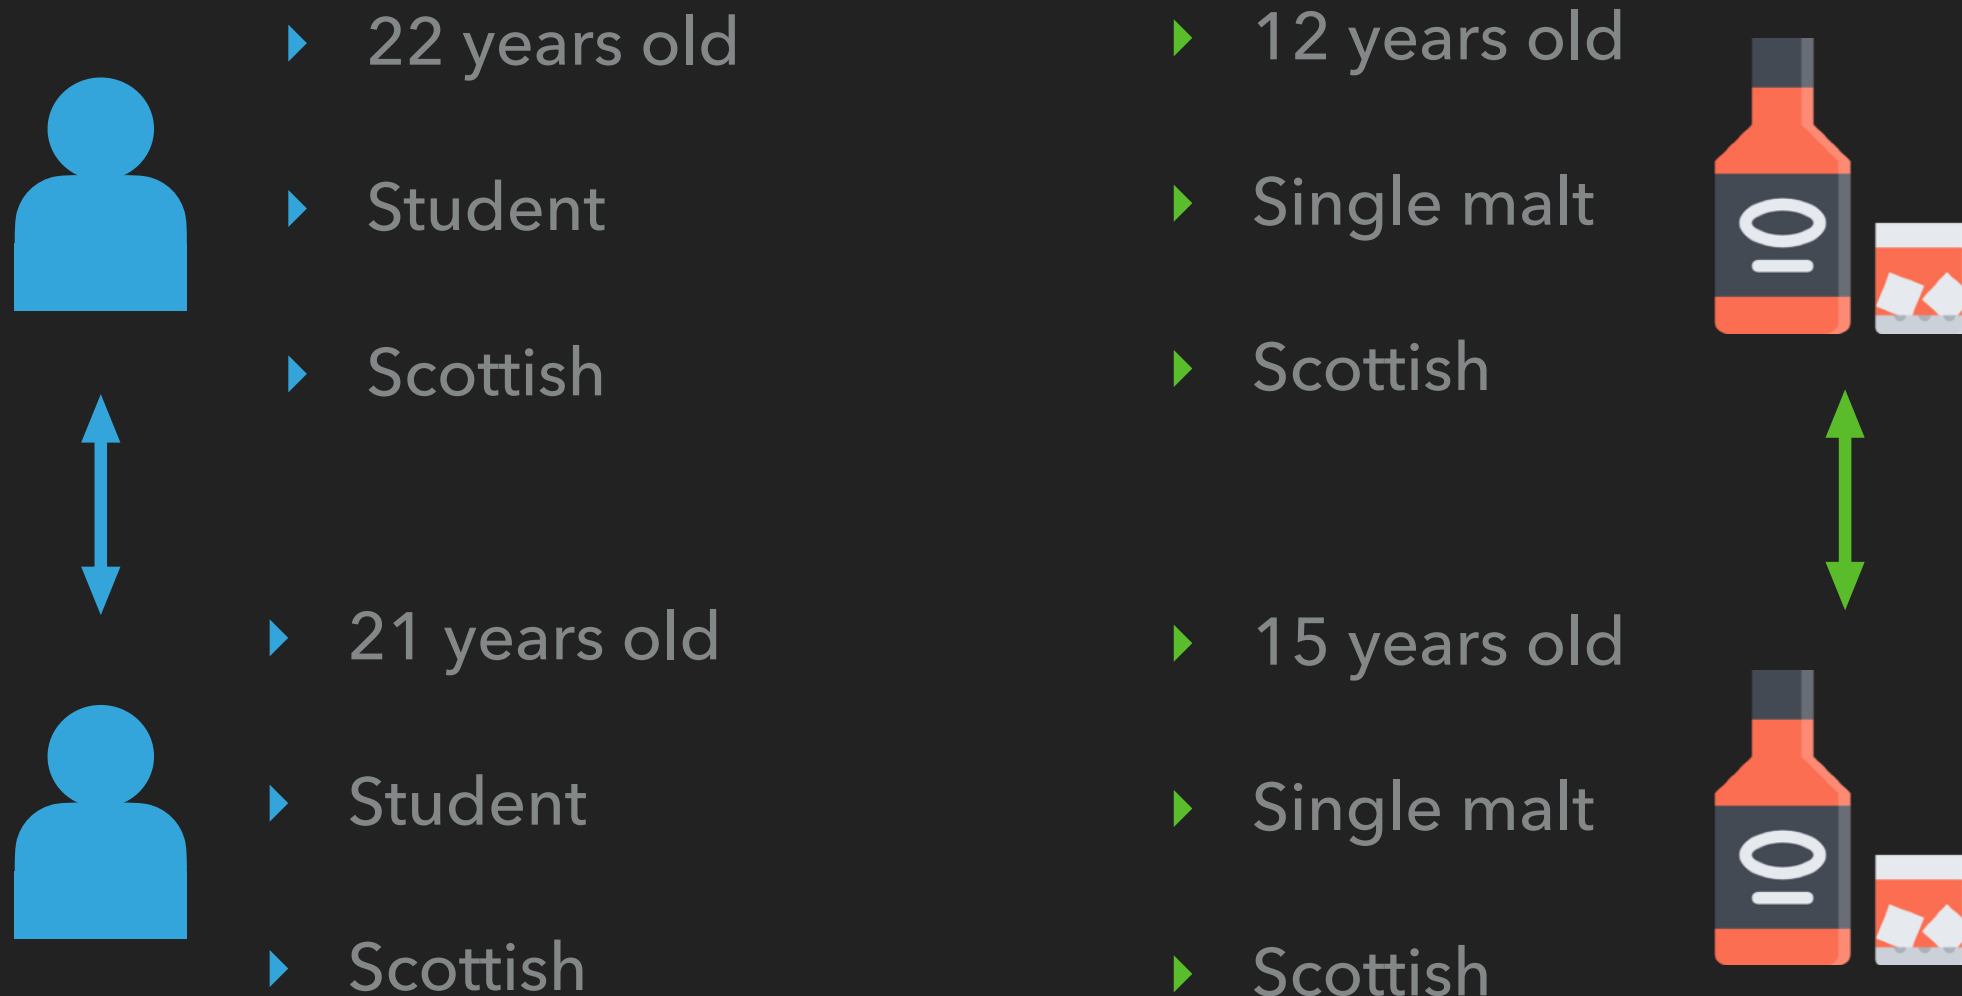 22 years old
Student
Scottish
12 years old
Single malt
Scottish
21 years old
Student
Scottish
15 years old
Single malt
Scottish